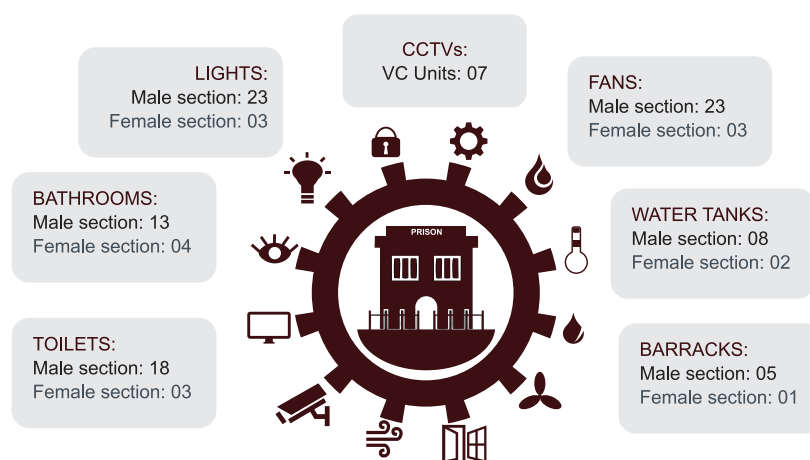 CCTVs:
VC Units: 07
LIGHTS:
Male section: 23
Female section: 03
FANS:
Male section: 23
Female section: 03
BATHROOMS:
Male section: 13
Female section: 04
PRISON
WATER TANKS:
Male section: 08
Female section: 02
TOILETS:
Male section: 18
Female section: 03
BARRACKS:
Male section: 05
Female section: 01